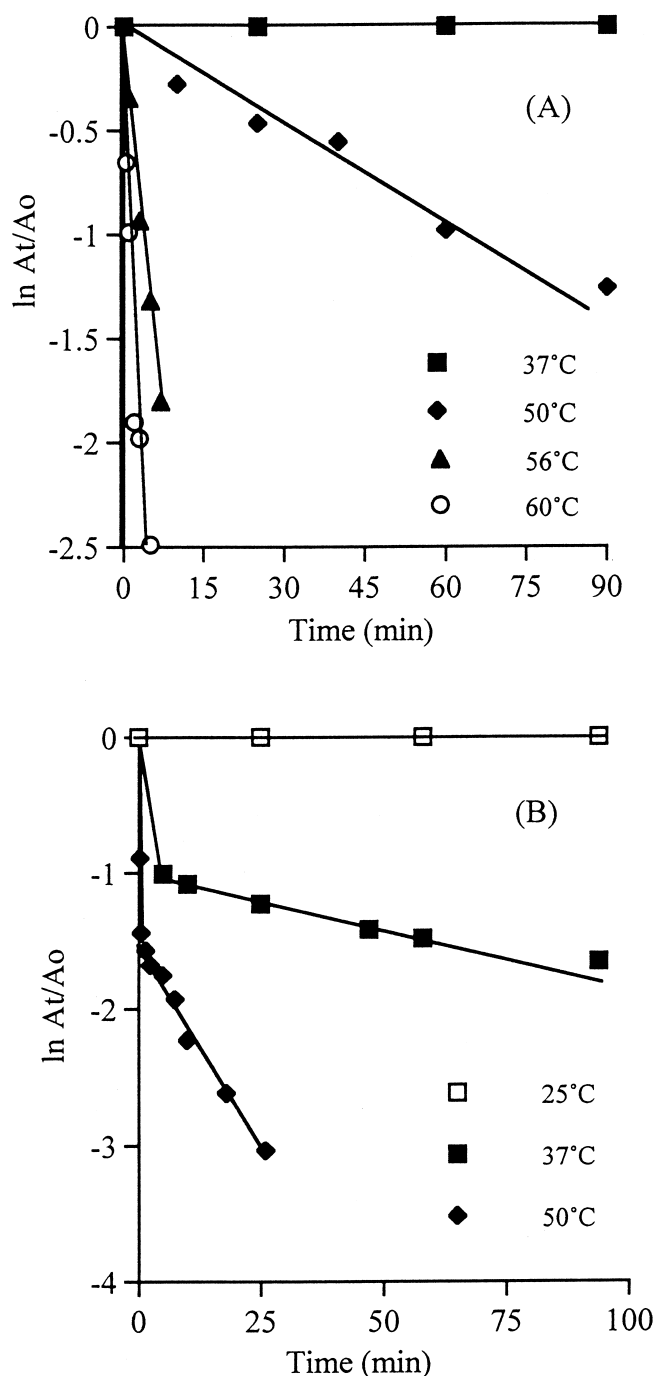 0
-0.5
-1
-1.5
-2
-2.5
ln At/Ao
(A)
37˚C
50˚C
56˚C
60˚C
0 15 30 45 60 75 90
Time (min)
0
-1
-2
-3
-4
ln At/Ao
(B)
25˚C
37˚C
50˚C
0 25 50 75 100
Time (min)